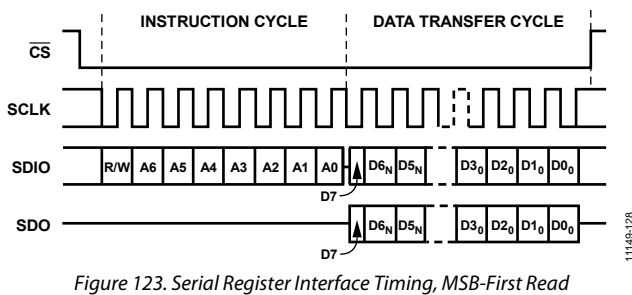 INSTRUCTION CYCLE DATA TRANSFER CYCLE
CS
SCLK
SDIO R/W A6 A5 A4 A3 A2 A1 A0 D6N D5N D30 D20 D10 D00
D7
SDO D6N D5N D30 D20 D10 D00
D7
11149-128
Figure 123. Serial Register Interface Timing, MSB-First Read